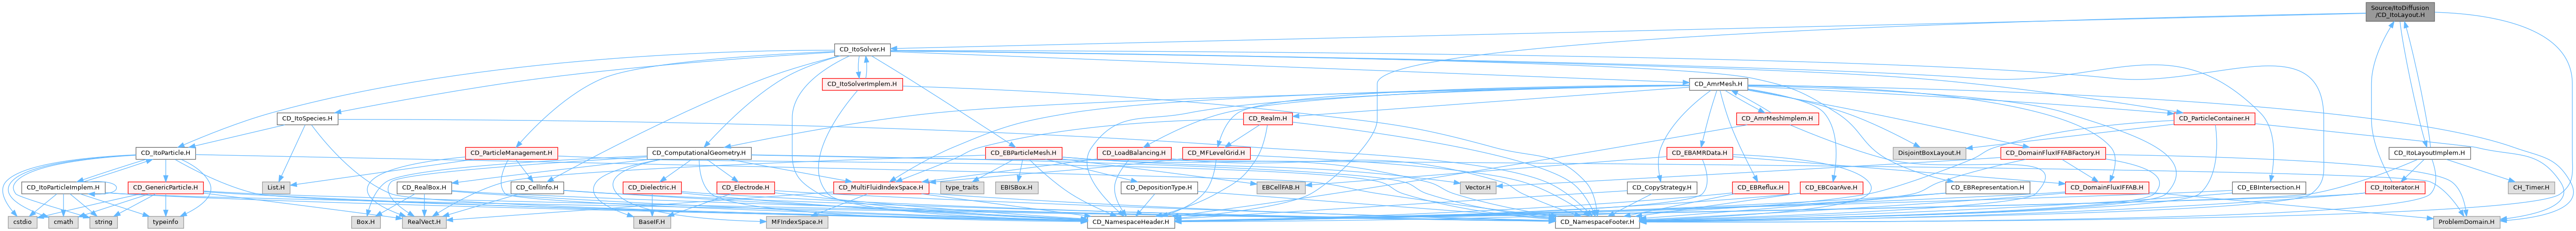 Source/ItoDiffusion
/CD_ItoLayout.H
CD_ItoSolver.H
CD_ItoSolverImplem.H
CD_AmrMesh.H
CD_ItoSpecies.H
CD_Realm.H
CD_AmrMeshImplem.H
CD_ParticleContainer.H
CD_ItoParticle.H
CD_ParticleManagement.H
CD_ComputationalGeometry.H
CD_EBParticleMesh.H
CD_LoadBalancing.H
CD_MFLevelGrid.H
CD_EBAMRData.H
DisjointBoxLayout.H
CD_DomainFluxIFFABFactory.H
CD_ItoLayoutImplem.H
CD_ItoParticleImplem.H
CD_GenericParticle.H
List.H
CD_RealBox.H
CD_CellInfo.H
CD_Dielectric.H
CD_Electrode.H
CD_MultiFluidIndexSpace.H
type_traits
EBISBox.H
CD_DepositionType.H
EBCellFAB.H
CD_CopyStrategy.H
CD_EBReflux.H
Vector.H
CD_EBCoarAve.H
CD_EBRepresentation.H
CD_DomainFluxIFFAB.H
CD_EBIntersection.H
CD_ItoIterator.H
CH_Timer.H
cstdio
cmath
string
typeinfo
Box.H
RealVect.H
BaseIF.H
MFIndexSpace.H
CD_NamespaceHeader.H
CD_NamespaceFooter.H
ProblemDomain.H